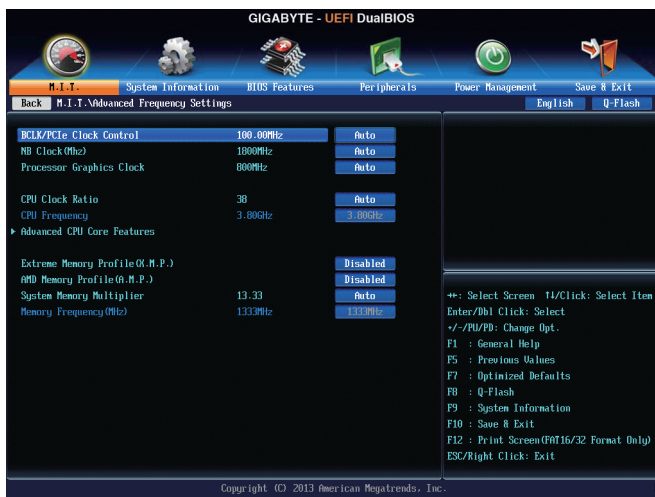 GIGABYTE - UEFI DualBIOS
M.I.T. System Information BIOS Features Peripherals Power Management Save & Exit
Back M.I.T.\Advanced Frequency Settings English Q-Flash
BCLK/PCIe Clock Control 100.00MHz Auto
NB Clock(Mhz) 1800MHz Auto
Processor Graphics Clock 800MHz Auto
CPU Clock Ratio 38 Auto
CPU Frequency 3.80GHz 3.80GHz
Advanced CPU Core Features
Extreme Memory Profile(X.M.P.) Disabled
AMD Memory Profile(A.M.P.) Disabled
System Memory Multiplier 13.33 Auto
Memory Frequency(MHz) 1333MHz 1333MHz
→←: Select Screen ↑↓/Click: Select Item
Enter/Dbl Click: Select
+/-/PU/PD: Change Opt.
F1 : General Help
F5 : Previous Values
F7 : Optimized Defaults
F8 : Q-Flash
F9 : System Information
F10 : Save & Exit
F12 : Print Screen(FAT16/32 Format Only)
ESC/Right Click: Exit
Copyright (C) 2013 American Megatrends, Inc.